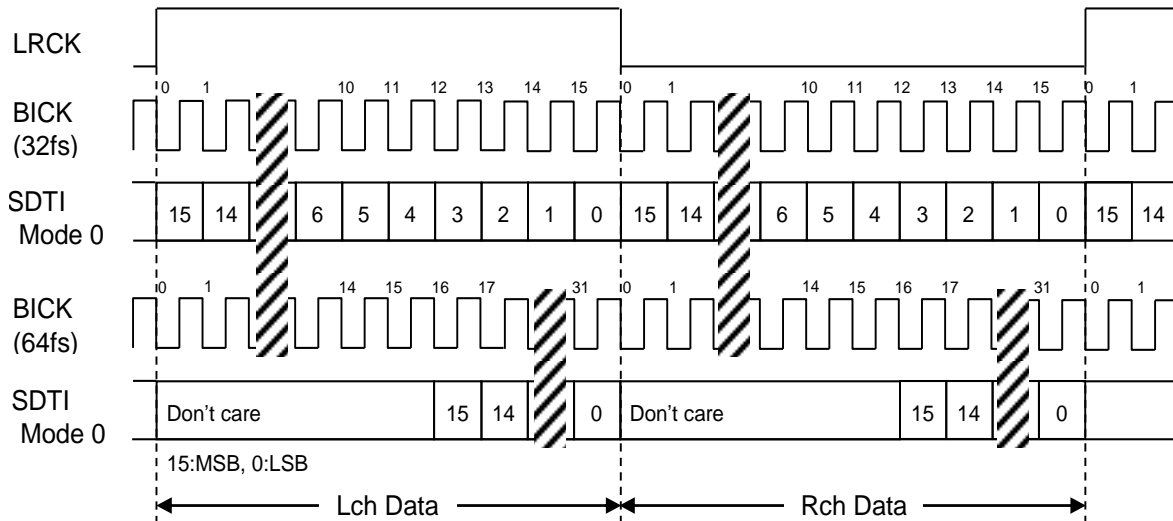 LRCK
0 1 10 11 12 13 14 15 0 1 10 11 12 13 14 15 0 1
BICK
(32fs)
SDTI
Mode 0
15 14 6 5 4 3 2 1 0 15 14 6 5 4 3 2 1 0 15 14
0 1 14 15 16 17 31 0 1 14 15 16 17 31 0 1
BICK
(64fs)
SDTI
Mode 0
Don't care 15 14 0 Don't care 15 14 0
15:MSB, 0:LSB
Lch Data Rch Data